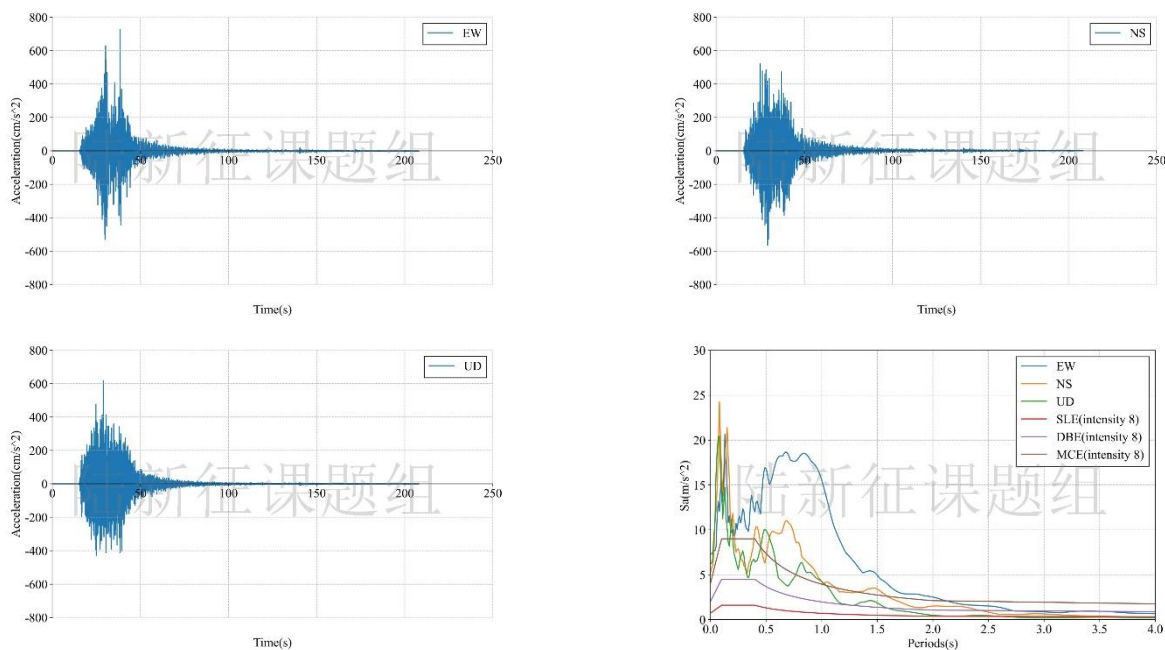 800
600
400
200
0
-200
-400
-600
-800
0
50
100
150
200
250
Acceleration(cm/s^2)
Time(s)
EW
陆新征课题组
800
600
400
200
0
-200
-400
-600
-800
0
50
100
150
200
250
Acceleration(cm/s^2)
Time(s)
NS
陆新征课题组
800
600
400
200
0
-200
-400
-600
-800
0
50
100
150
200
250
Acceleration(cm/s^2)
Time(s)
UD
陆新征课题组
30
25
20
15
10
5
0
0.0
0.5
1.0
1.5
2.0
2.5
3.0
3.5
4.0
Sa(m/s^2)
Periods(s)
EW
NS
UD
SLE(intensity 8)
DBE(intensity 8)
MCE(intensity 8)
陆新征课题组